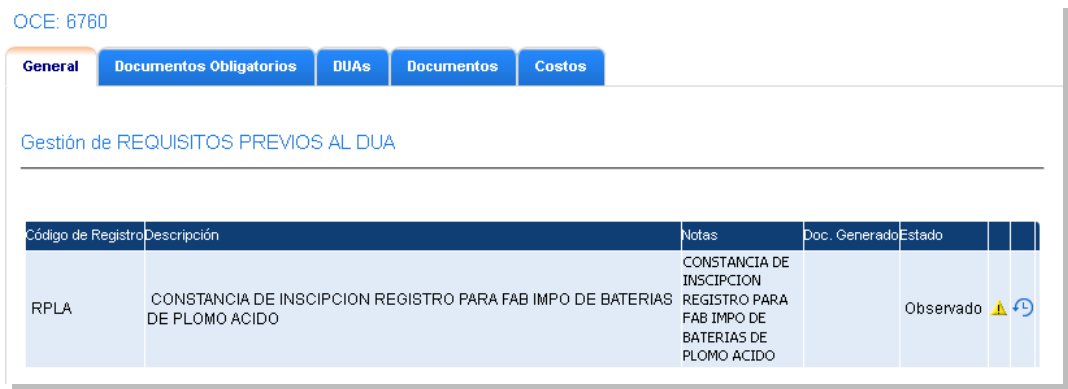 OCE: 6760
General Documentos Obligatorios DUAs Documentos Costos
Gestión de REQUISITOS PREVIOS AL DUA
Código de Registro Descripción Notas Doc. Generado Estado
RPLA
CONSTANCIA DE INSCIPCION REGISTRO PARA FAB IMPO DE BATERIAS
DE PLOMO ACIDO
CONSTANCIA DE
INSCIPCION
REGISTRO PARA
FAB IMPO DE
BATERIAS DE
PLOMO ACIDO
Observado